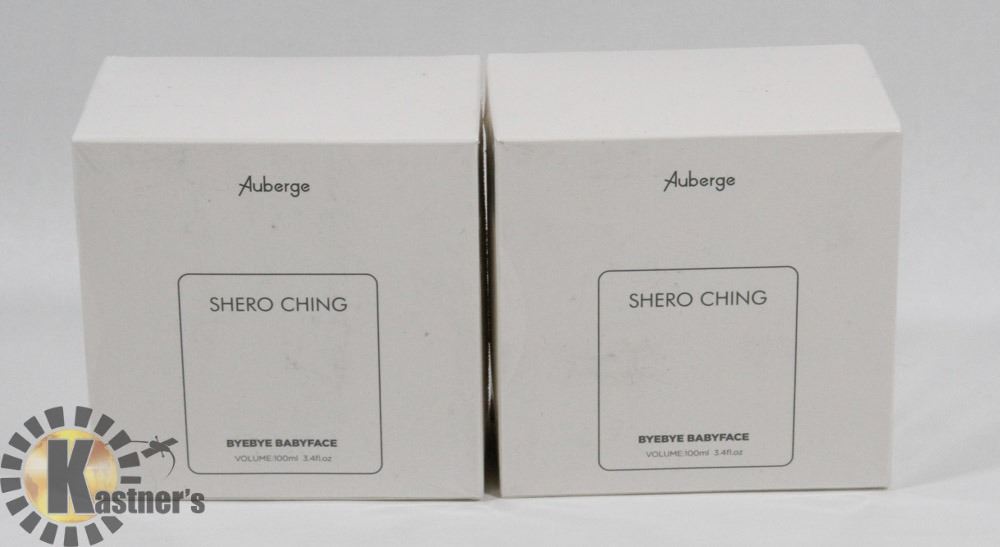 Auberge
SHERO CHING
BYEBYE BABYFACE
VOLUME:100ml 3.4fl.oz
Auberge
SHERO CHING
BYEBYE BABYFACE
VOLUME:100ml 3.4fl.oz
Kastner's